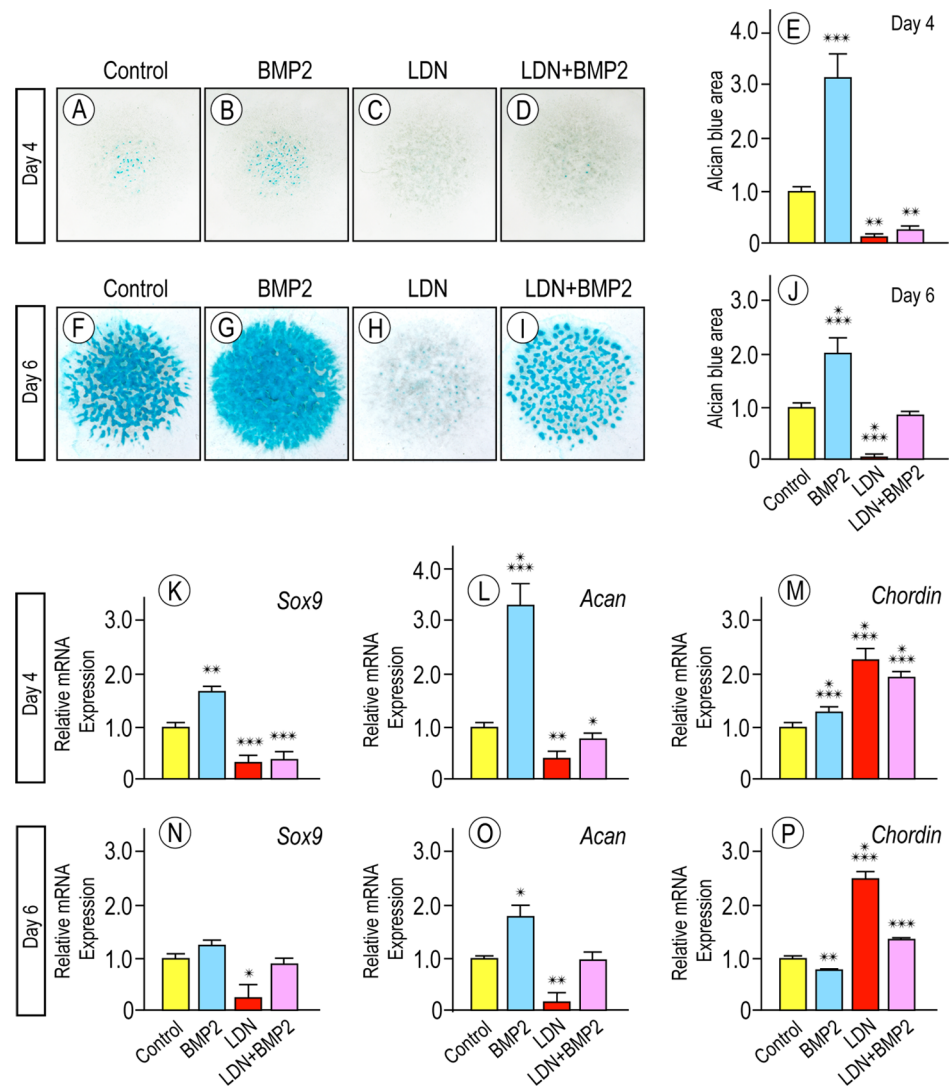 Control BMP2 LDN LDN+BMP2
Day 4
A B C D
E Day 4
Alcian blue area
4.0
✳✳✳
3.0
2.0
1.0
✳✳ ✳✳
0
Control BMP2 LDN LDN+BMP2
Day 6
F G H I
J Day 6
Alcian blue area
3.0
✳
✳✳✳
2.0
1.0
✳
✳✳✳
0
Control BMP2 LDN LDN+BMP2
Day 4
K Sox9
Relative mRNA
Expression
3.0
✳✳
2.0
1.0
✳✳✳ ✳✳✳
0
L Acan
Relative mRNA
Expression
✳
✳✳✳
4.0
3.0
2.0
1.0
✳✳ ✳
0
M Chordin
Relative mRNA
Expression
3.0
✳
✳✳✳
✳
✳✳✳
✳
✳✳✳
2.0
1.0
0
Day 6
N Sox9
Relative mRNA
Expression
3.0
2.0
1.0
✳
0
Control BMP2 LDN LDN+BMP2
O Acan
Relative mRNA
Expression
3.0
✳
2.0
1.0
✳✳
0
Control BMP2 LDN LDN+BMP2
P Chordin
Relative mRNA
Expression
✳
✳✳✳
3.0
2.0
✳✳ ✳✳✳
1.0
0
Control BMP2 LDN LDN+BMP2